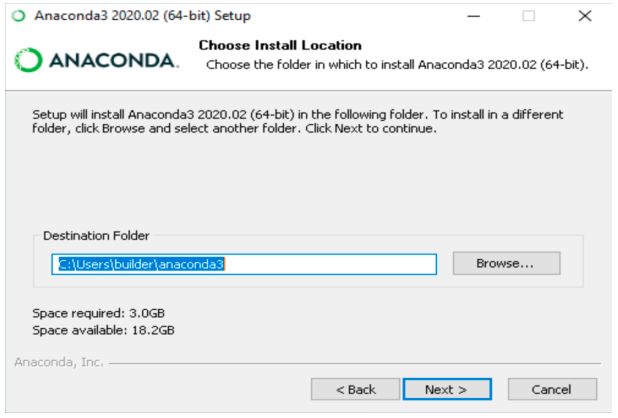 Anaconda3 2020.02 (64-bit) Setup
ANACONDA.
Choose Install Location
Choose the folder in which to install Anaconda3 2020.02 (64-bit).
Setup will install Anaconda3 2020.02 (64-bit) in the following folder. To install in a different
folder, click Browse and select another folder. Click Next to continue.
Destination Folder
C:\Users\builder\anaconda3
Browse...
Space required: 3.0GB
Space available: 18.2GB
Anaconda, Inc.
< Back
Next >
Cancel